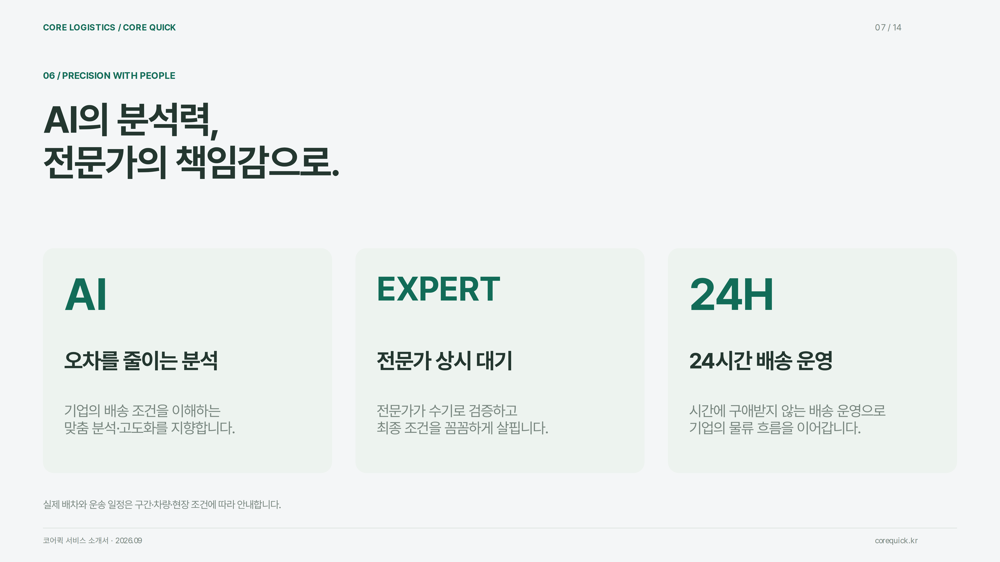 CORE LOGISTICS / CORE QUICK
07 / 14
06 / PRECISION WITH PEOPLE
AI의 분석력,
전문가의 책임감으로.
AI
오차를 줄이는 분석
기업의 배송 조건을 이해하는
맞춤 분석·고도화를 지향합니다.
EXPERT
전문가 상시 대기
전문가가 수기로 검증하고
최종 조건을 꼼꼼하게 살핍니다.
24H
24시간 배송 운영
시간에 구애받지 않는 배송 운영으로
기업의 물류 흐름을 이어갑니다.
실제 배차와 운송 일정은 구간·차량·현장 조건에 따라 안내합니다.
코어퀵 서비스 소개서 · 2026.09
corequick.kr